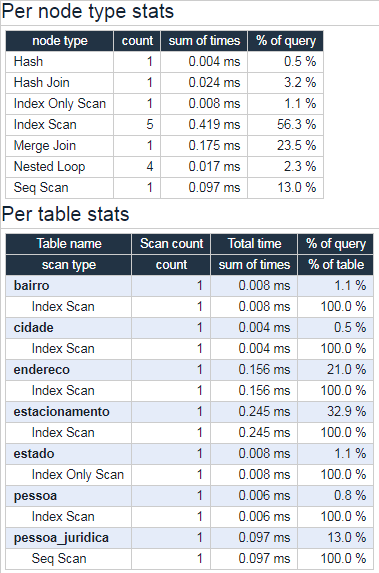 Per node type stats
node type count sum of times % of query
Hash 1 0.004 ms 0.5 %
Hash Join 1 0.024 ms 3.2 %
Index Only Scan 1 0.008 ms 1.1 %
Index Scan 5 0.419 ms 56.3 %
Merge Join 1 0.175 ms 23.5 %
Nested Loop 4 0.017 ms 2.3 %
Seq Scan 1 0.097 ms 13.0 %
Per table stats
Table name Scan count Total time % of query
scan type count sum of times % of table
bairro 1 0.008 ms 1.1 %
Index Scan 1 0.008 ms 100.0 %
cidade 1 0.004 ms 0.5 %
Index Scan 1 0.004 ms 100.0 %
endereco 1 0.156 ms 21.0 %
Index Scan 1 0.156 ms 100.0 %
estacionamento 1 0.245 ms 32.9 %
Index Scan 1 0.245 ms 100.0 %
estado 1 0.008 ms 1.1 %
Index Only Scan 1 0.008 ms 100.0 %
pessoa 1 0.006 ms 0.8 %
Index Scan 1 0.006 ms 100.0 %
pessoa_juridica 1 0.097 ms 13.0 %
Seq Scan 1 0.097 ms 100.0 %